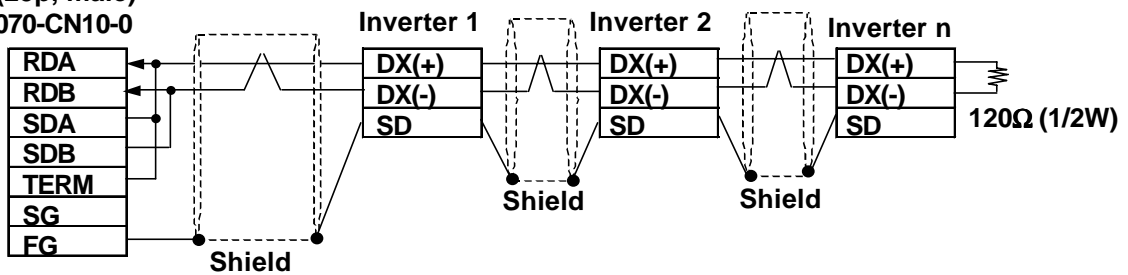 070-CN10-0
Inverter 1
Inverter 2
Inverter n
RDA
RDB
SDA
SDB
TERM
SG
FG
DX(+)
DX(-)
SD
DX(+)
DX(-)
SD
DX(+)
DX(-)
SD
120Ω (1/2W)
Shield
Shield
Shield